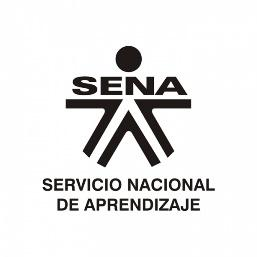 SENA
SERVICIO NACIONAL
DE APRENDIZAJE